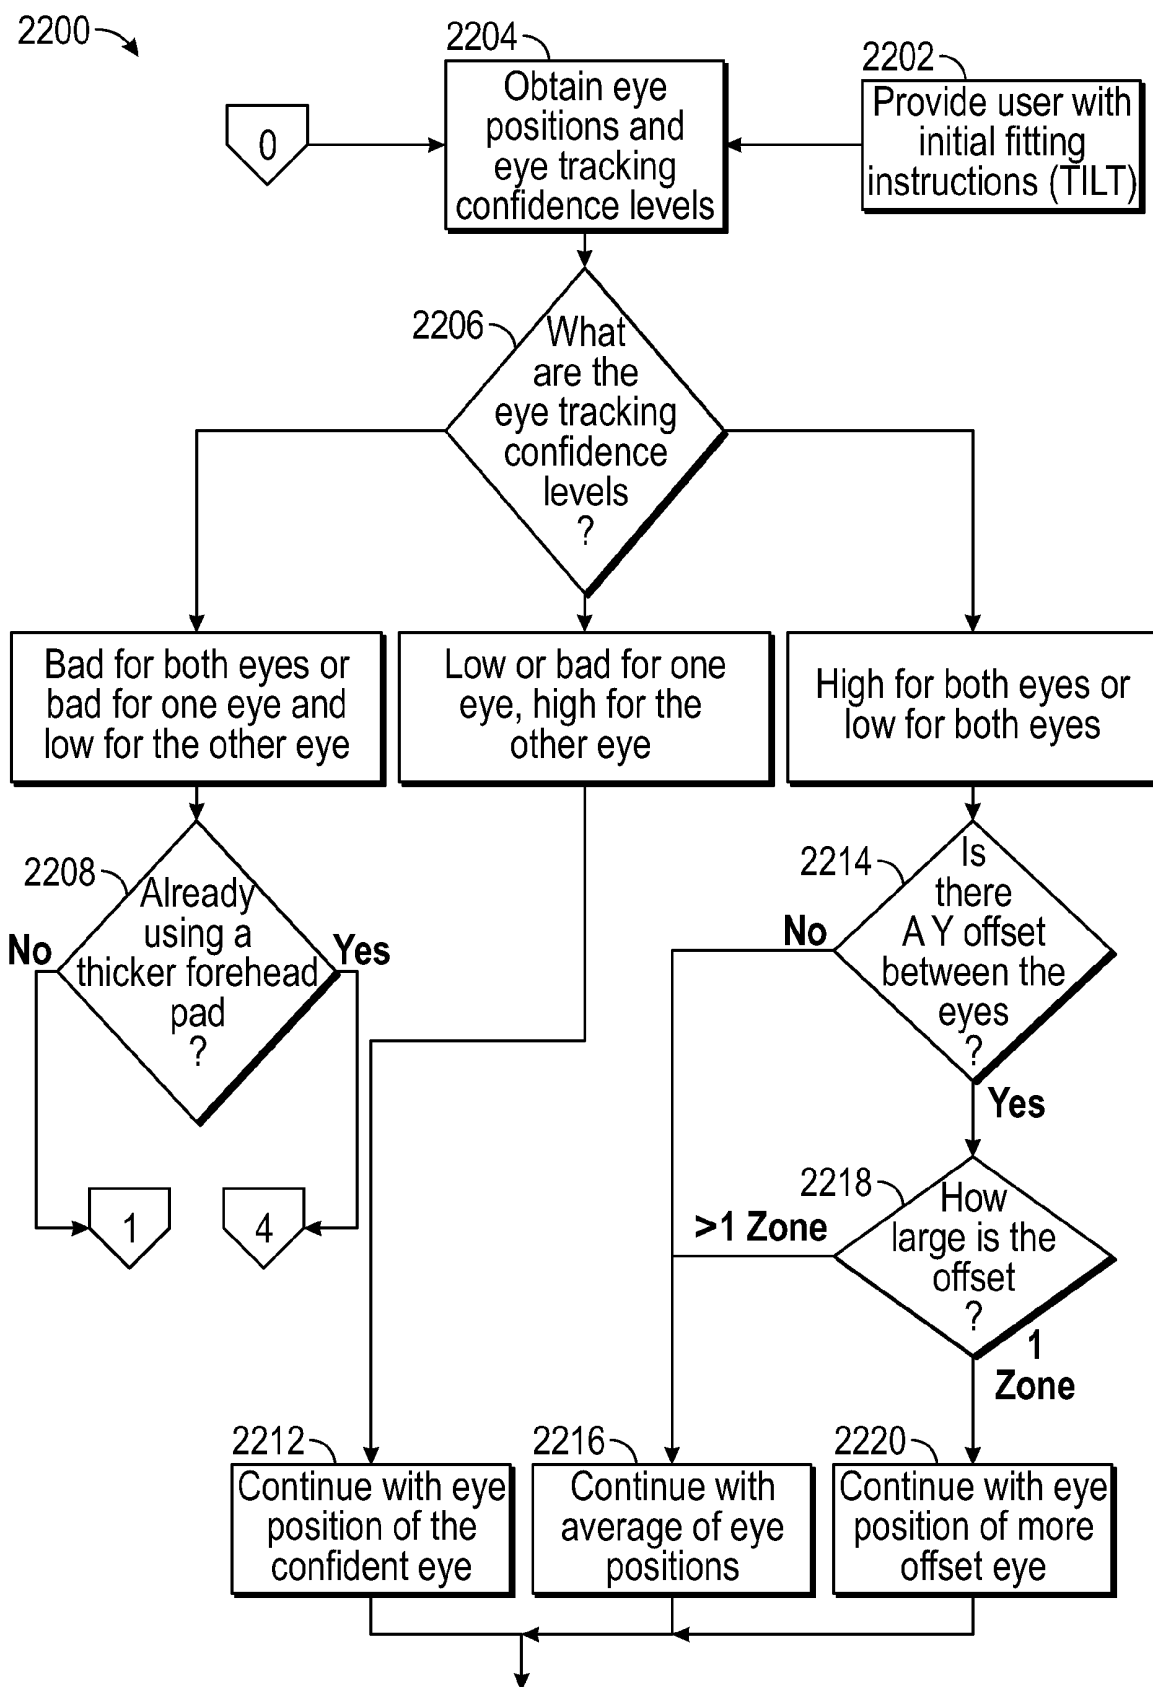 2200
2204
Obtain eye
positions and
eye tracking
confidence levels
2202
Provide user with
initial fitting
instructions (TILT)
0
2206
What
are the
eye tracking
confidence
levels
?
Bad for both eyes or
bad for one eye and
low for the other eye
Low or bad for one
eye, high for the
other eye
High for both eyes or
low for both eyes
2208
Already
using a
thicker forehead
pad
?
No
Yes
1
4
2214
Is
there
A Y offset
between the
eyes
?
No
Yes
2218
How
large is the
offset
?
>1 Zone
1
Zone
2212
Continue with eye
position of the
confident eye
2216
Continue with
average of eye
positions
2220
Continue with eye
position of more
offset eye